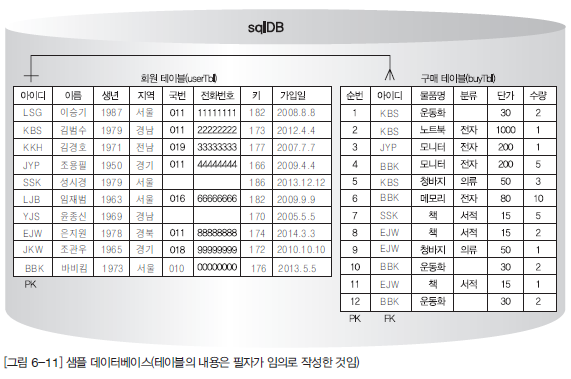 sqlDB
회원 테이블(userTbl)
아이디 이름 생년 지역 국번 전화번호 키 가입일
LSG 이승기 1987 서울 011 11111111 182 2008.8.8
KBS 김범수 1979 경남 011 22222222 173 2012.4.4
KKH 김경호 1971 전남 019 33333333 177 2007.7.7
JYP 조용필 1950 경기 011 44444444 166 2009.4.4
SSK 성시경 1979 서울 186 2013.12.12
LJB 임재범 1963 서울 016 66666666 182 2009.9.9
YJS 윤종신 1969 경남 170 2005.5.5
EJW 은지원 1978 경북 011 88888888 174 2014.3.3
JKW 조관우 1965 경기 018 99999999 172 2010.10.10
BBK 바비킴 1973 서울 010 00000000 176 2013.5.5
PK
구매 테이블(buyTbl)
순번 아이디 물품명 분류 단가 수량
1 KBS 운동화 30 2
2 KBS 노트북 전자 1000 1
3 JYP 모니터 전자 200 1
4 BBK 모니터 전자 200 5
5 KBS 청바지 의류 50 3
6 BBK 메모리 전자 80 10
7 SSK 책 서적 15 5
8 EJW 책 서적 15 2
9 EJW 청바지 의류 50 1
10 BBK 운동화 30 2
11 EJW 책 서적 15 1
12 BBK 운동화 30 2
PK FK
[그림 6-11] 샘플 데이터베이스(테이블의 내용은 필자가 임의로 작성한 것임)